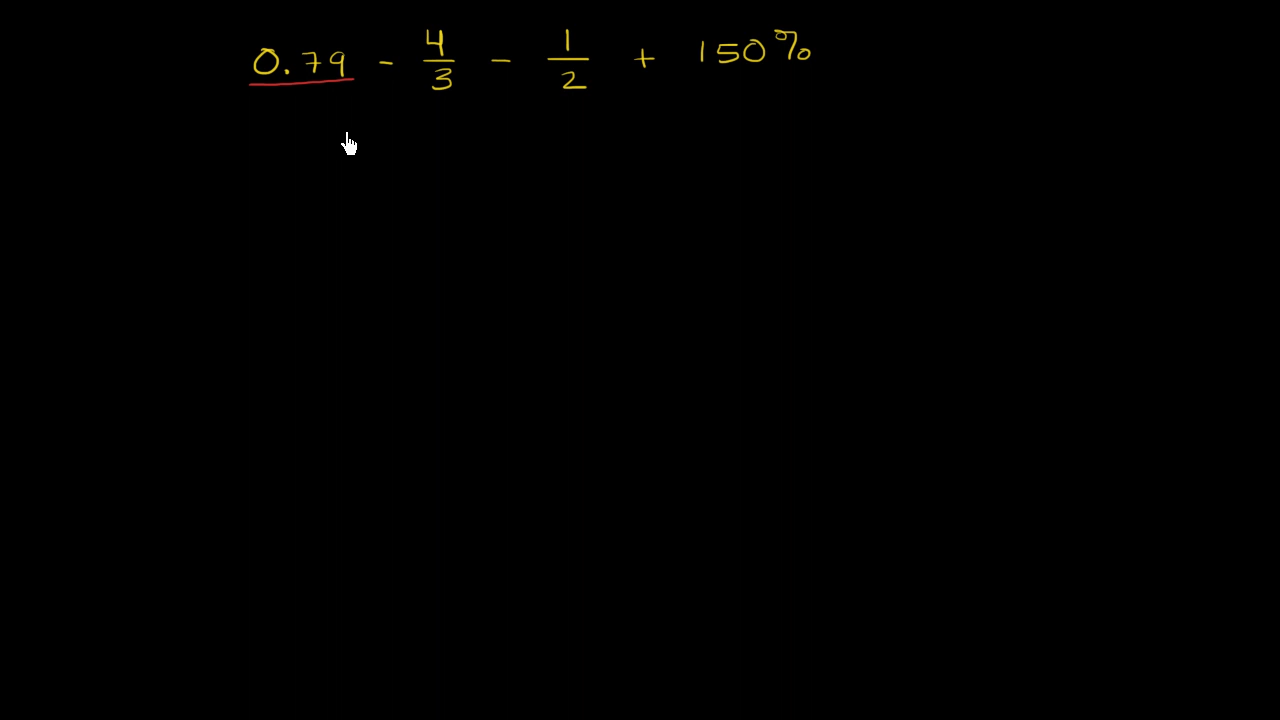 0.79 - 4/3 - 1/2 + 150%